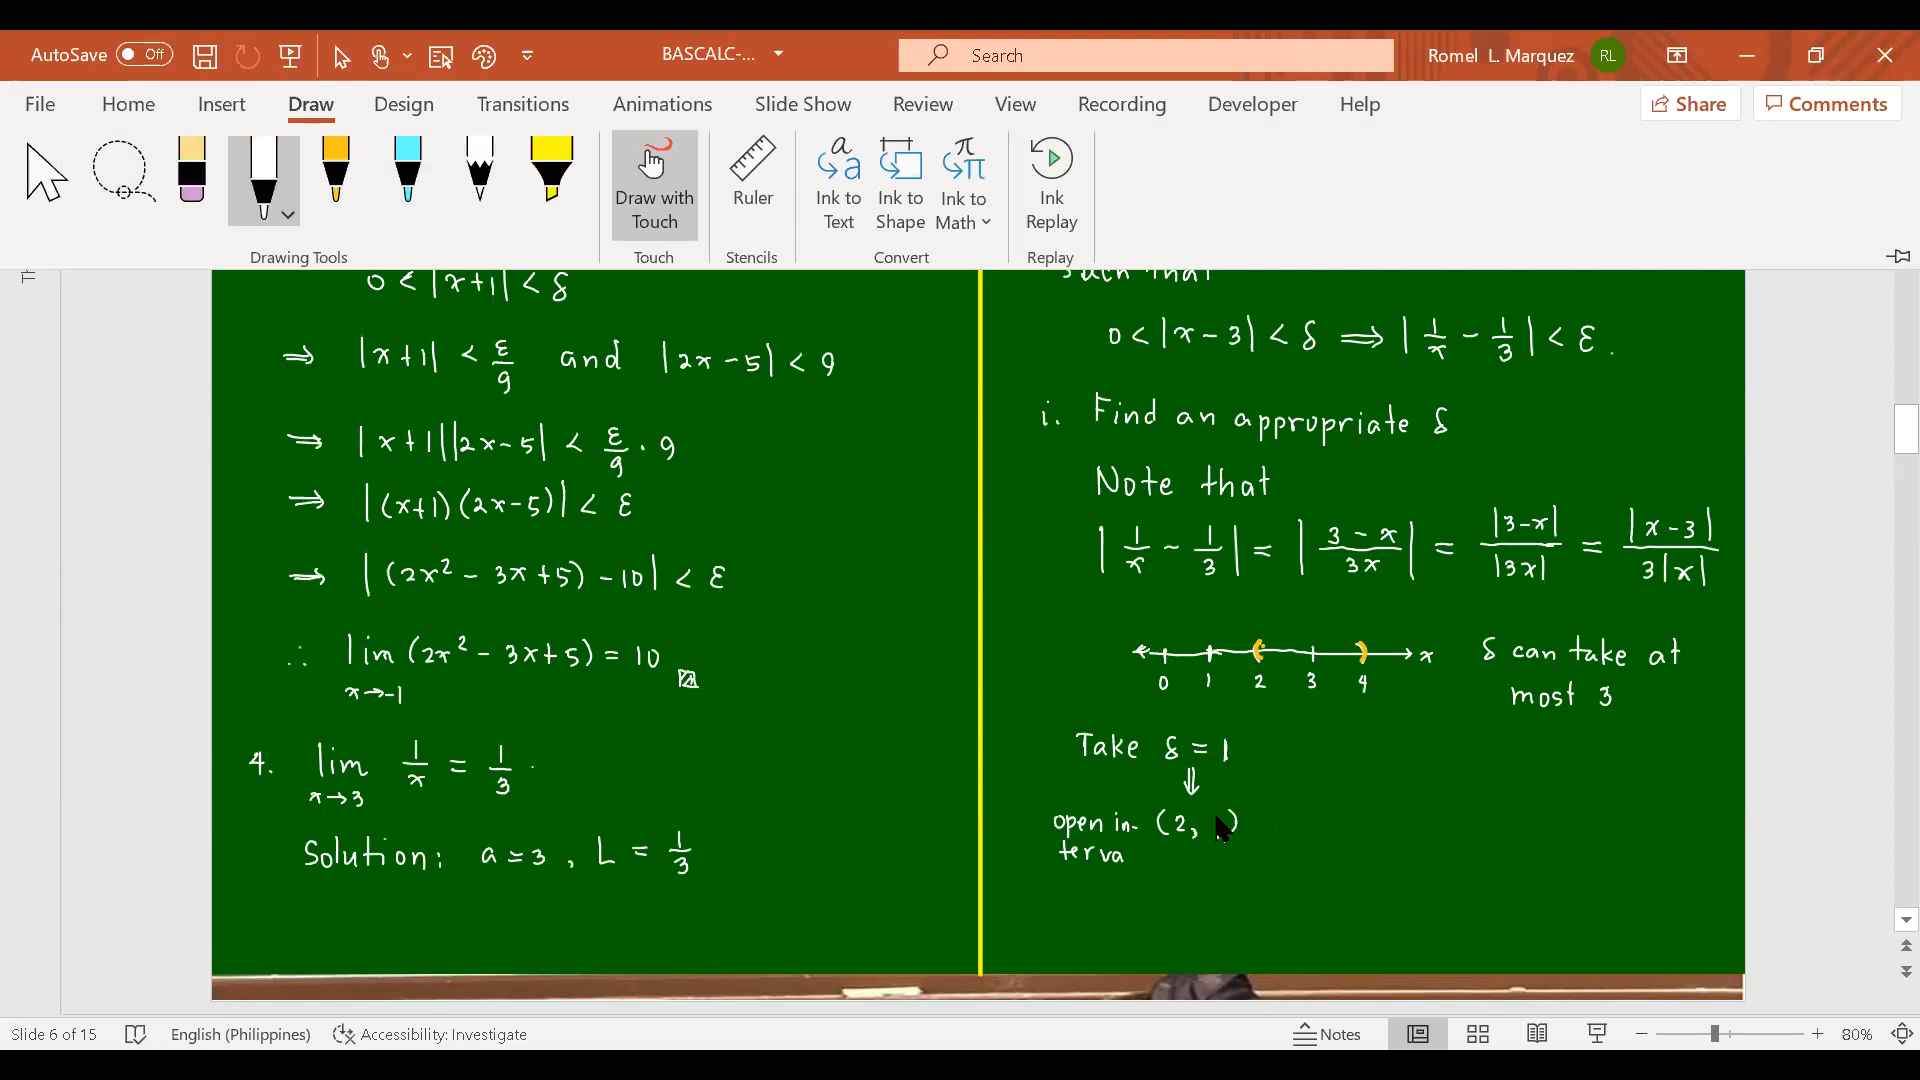 AutoSave Off BASCALC-... Search Romel L. Marquez RL
File Home Insert Draw Design Transitions Animations Slide Show Review View Recording Developer Help Share Comments
Draw with Touch Ruler Ink to Text Ink to Shape Ink to Math Ink Replay
Drawing Tools Touch Stencils Convert Replay
0 < |x+1| < δ
⇒ |x+1| < ε/9 and |2x-5| < 9
⇒ |x+1||2x-5| < ε/9 · 9
⇒ |(x+1)(2x-5)| < ε
⇒ |(2x² - 3x+5) - 10| < ε
∴ lim (2x² - 3x+5) = 10
x→-1
4. lim 1/x = 1/3
x→3
Solution: a = 3, L = 1/3
such that
0 < |x-3| < δ ⟹ |1/x - 1/3| < ε.
i. Find an appropriate δ
Note that
|1/x - 1/3| = |(3-x)/3x| = |3-x|/|3x| = |x-3|/3|x|
0 1 2 3 4 x
δ can take at
most 3
Take δ = 1
⇓
open in- (2, )
terva
Slide 6 of 15 English (Philippines) Accessibility: Investigate Notes 80%